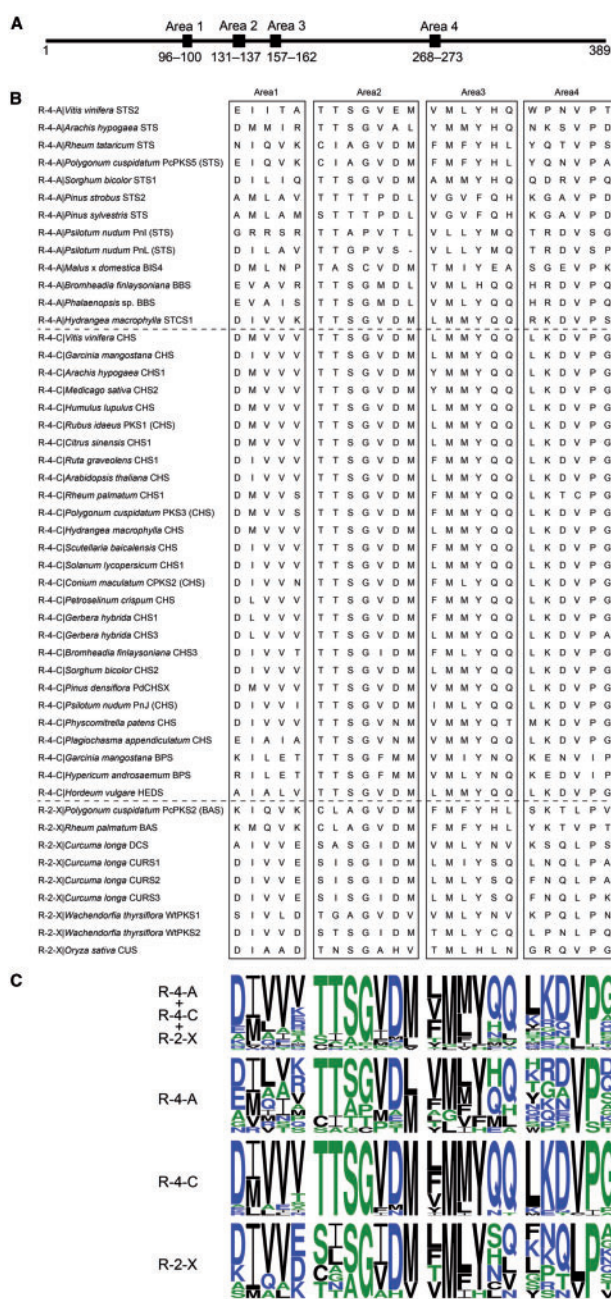 A
Area 1 Area 2 Area 3 Area 4
1 96–100 131–137 157–162 268–273 389
B
Area1 Area2 Area3 Area4
R-4-A|Vitis vinifera STS2 E I I T A T T S G V E M V M L Y H Q W P N V P T
R-4-A|Arachis hypogaea STS D M M I R T T S G V A L Y M M Y H Q N K S V P D
R-4-A|Rheum tataricum STS N I Q V K C I A G V D M F M F Y H L Y Q T V P S
R-4-A|Polygonum cuspidatum PcPKS5 (STS) E I Q V K C I A G V D M F M F Y H L Y Q N V P A
R-4-A|Sorghum bicolor STS1 D I L I Q T T S G V D M A M M Y H Q Q D R V P Q
R-4-A|Pinus strobus STS2 A M L A V T T T T P D L V G V F Q H K G A V P D
R-4-A|Pinus sylvestris STS A M L A M S T T T P D L V G V F Q H K G A V P D
R-4-A|Psilotum nudum PnI (STS) G R R S R T T A P V T L V L L Y M Q T R D V S G
R-4-A|Psilotum nudum PnL (STS) D I L A V T T G P V S - V L L Y M Q T R D V S P
R-4-A|Malus x domestica BIS4 D M L N P T A S C V D M T M I Y E A S G E V P K
R-4-A|Bromheadia finlaysoniana BBS E V A V R T T S G M D L V M L H Q Q H R D V P Q
R-4-A|Phalaenopsis sp. BBS E V A I S T T S G M D L V M L Y Q Q H R D V P Q
R-4-A|Hydrangea macrophylla STCS1 D I V V K T T S G V D M L M M Y Q Q R K D V P S
R-4-C|Vitis vinifera CHS D M V V V T T S G V D M L M M Y Q Q L K D V P G
R-4-C|Garcinia mangostana CHS D I V V V T T S G V D M L M M Y Q Q L K D V P G
R-4-C|Arachis hypogaea CHS1 D I V V V T T S G V D M Y M M Y Q Q L K D V P G
R-4-C|Medicago sativa CHS2 D M V V V T T S G V D M Y M M Y Q Q L K D V P G
R-4-C|Humulus lupulus CHS D M V V V T T S G V D M L M M Y Q Q L K D V P G
R-4-C|Rubus idaeus PKS1 (CHS) D M V V V T T S G V D M L M M Y Q Q L K D V P G
R-4-C|Citrus sinensis CHS1 D M V V V T T S G V D M L M M Y Q Q L K D V P G
R-4-C|Ruta graveolens CHS1 D I V V V T T S G V D M F M M Y Q Q L K D V P G
R-4-C|Arabidopsis thaliana CHS D I V V V T T S G V D M L M M Y Q Q L K D V P G
R-4-C|Rheum palmatum CHS1 D M V V S T T S G V D M F M M Y Q Q L K T C P G
R-4-C|Polygonum cuspidatum PKS3 (CHS) D M V V S T T S G V D M L M M Y Q Q L K D V P G
R-4-C|Hydrangea macrophylla CHS D M V V V T T S G V D M L M M Y Q Q L K D V P G
R-4-C|Scutellaria baicalensis CHS D I V V V T T S G V D M F M M Y Q Q L K D V P G
R-4-C|Solanum lycopersicum CHS1 D I V V V T T S G V D M L M M Y Q Q L K D V P G
R-4-C|Conium maculatum CPKS2 (CHS) D I V V N T T S G V D M F M L Y Q Q L K D V P G
R-4-C|Petroselinum crispum CHS D L V V V T T S G V D M F M M Y Q Q L K D V P G
R-4-C|Gerbera hybrida CHS1 D L V V V T T S G V D M L M M Y Q Q L K D V P G
R-4-C|Gerbera hybrida CHS3 D L V V V T T S G V D M L M M Y Q Q L K D V P A
R-4-C|Bromheadia finlaysoniana CHS3 D I V V T T T S G I D M F M L Y Q Q L K D V P G
R-4-C|Sorghum bicolor CHS2 D I V V V T T S G V D M L M M Y Q Q L K D V P G
R-4-C|Pinus densiflora PdCHSX D M V V V T T S G V D M V M M Y Q Q L K D V P G
R-4-C|Psilotum nudum PnJ (CHS) D I V V I T T S G V D M I M L Y Q Q L K D V P G
R-4-C|Physcomitrella patens CHS D I V V V T T S G V N M V M M Y Q T M K D V P G
R-4-C|Plagiochasma appendiculatum CHS E I A I A T T S G V N M V M M Y Q Q L K D V P G
R-4-C|Garcinia mangostana BPS K I L E T T T S G F M M V M I Y N Q K E N V I P
R-4-C|Hypericum androsaemum BPS R I L E T T T S G F M M V M L Y N Q K E D V I P
R-4-C|Hordeum vulgare HEDS A I A L V T T S G V D M F M M Y Q Q L K D V P G
R-2-X|Polygonum cuspidatum PcPKS2 (BAS) K I Q V K C L A G V D M F M F Y H L S K T L P V
R-2-X|Rheum palmatum BAS K M Q V K C L A G V D M F M F Y H L Y K T V P T
R-2-X|Curcuma longa DCS A I V V E S A S G I D M V M L Y N V K S Q L P S
R-2-X|Curcuma longa CURS1 D I V V E S I S G I D M L M I Y S Q L N Q L P A
R-2-X|Curcuma longa CURS2 D I V V E S I S G I D M L M L Y S Q F N Q L P A
R-2-X|Curcuma longa CURS3 D I V V E S I S G I D M L M L Y S Q F N Q L P K
R-2-X|Wachendorfia thyrsiflora WtPKS1 S I V L D T G A G V D V V M L Y N V K P Q L P N
R-2-X|Wachendorfia thyrsiflora WtPKS2 D I V V D S T S G I D M T M L Y C Q L P N L P Q
R-2-X|Oryza sativa CUS D I A A D T N S G A H V T M L H L N G R Q V P G
C
R-4-A
+
R-4-C
+
R-2-X
R-4-A
R-4-C
R-2-X